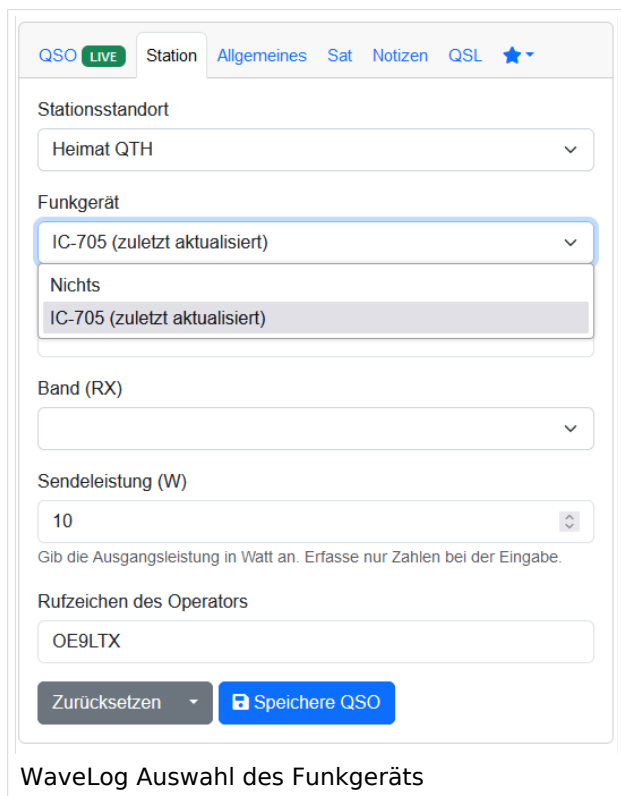 QSO LIVE Station Allgemeines Sat Notizen QSL
Stationsstandort
Heimat QTH
Funkgerät
IC-705 (zuletzt aktualisiert)
Nichts
IC-705 (zuletzt aktualisiert)
Band (RX)
Sendeleistung (W)
10
Gib die Ausgangsleistung in Watt an. Erfasse nur Zahlen bei der Eingabe.
Rufzeichen des Operators
OE9LTX
Zurücksetzen Speichere QSO
WaveLog Auswahl des Funkgeräts